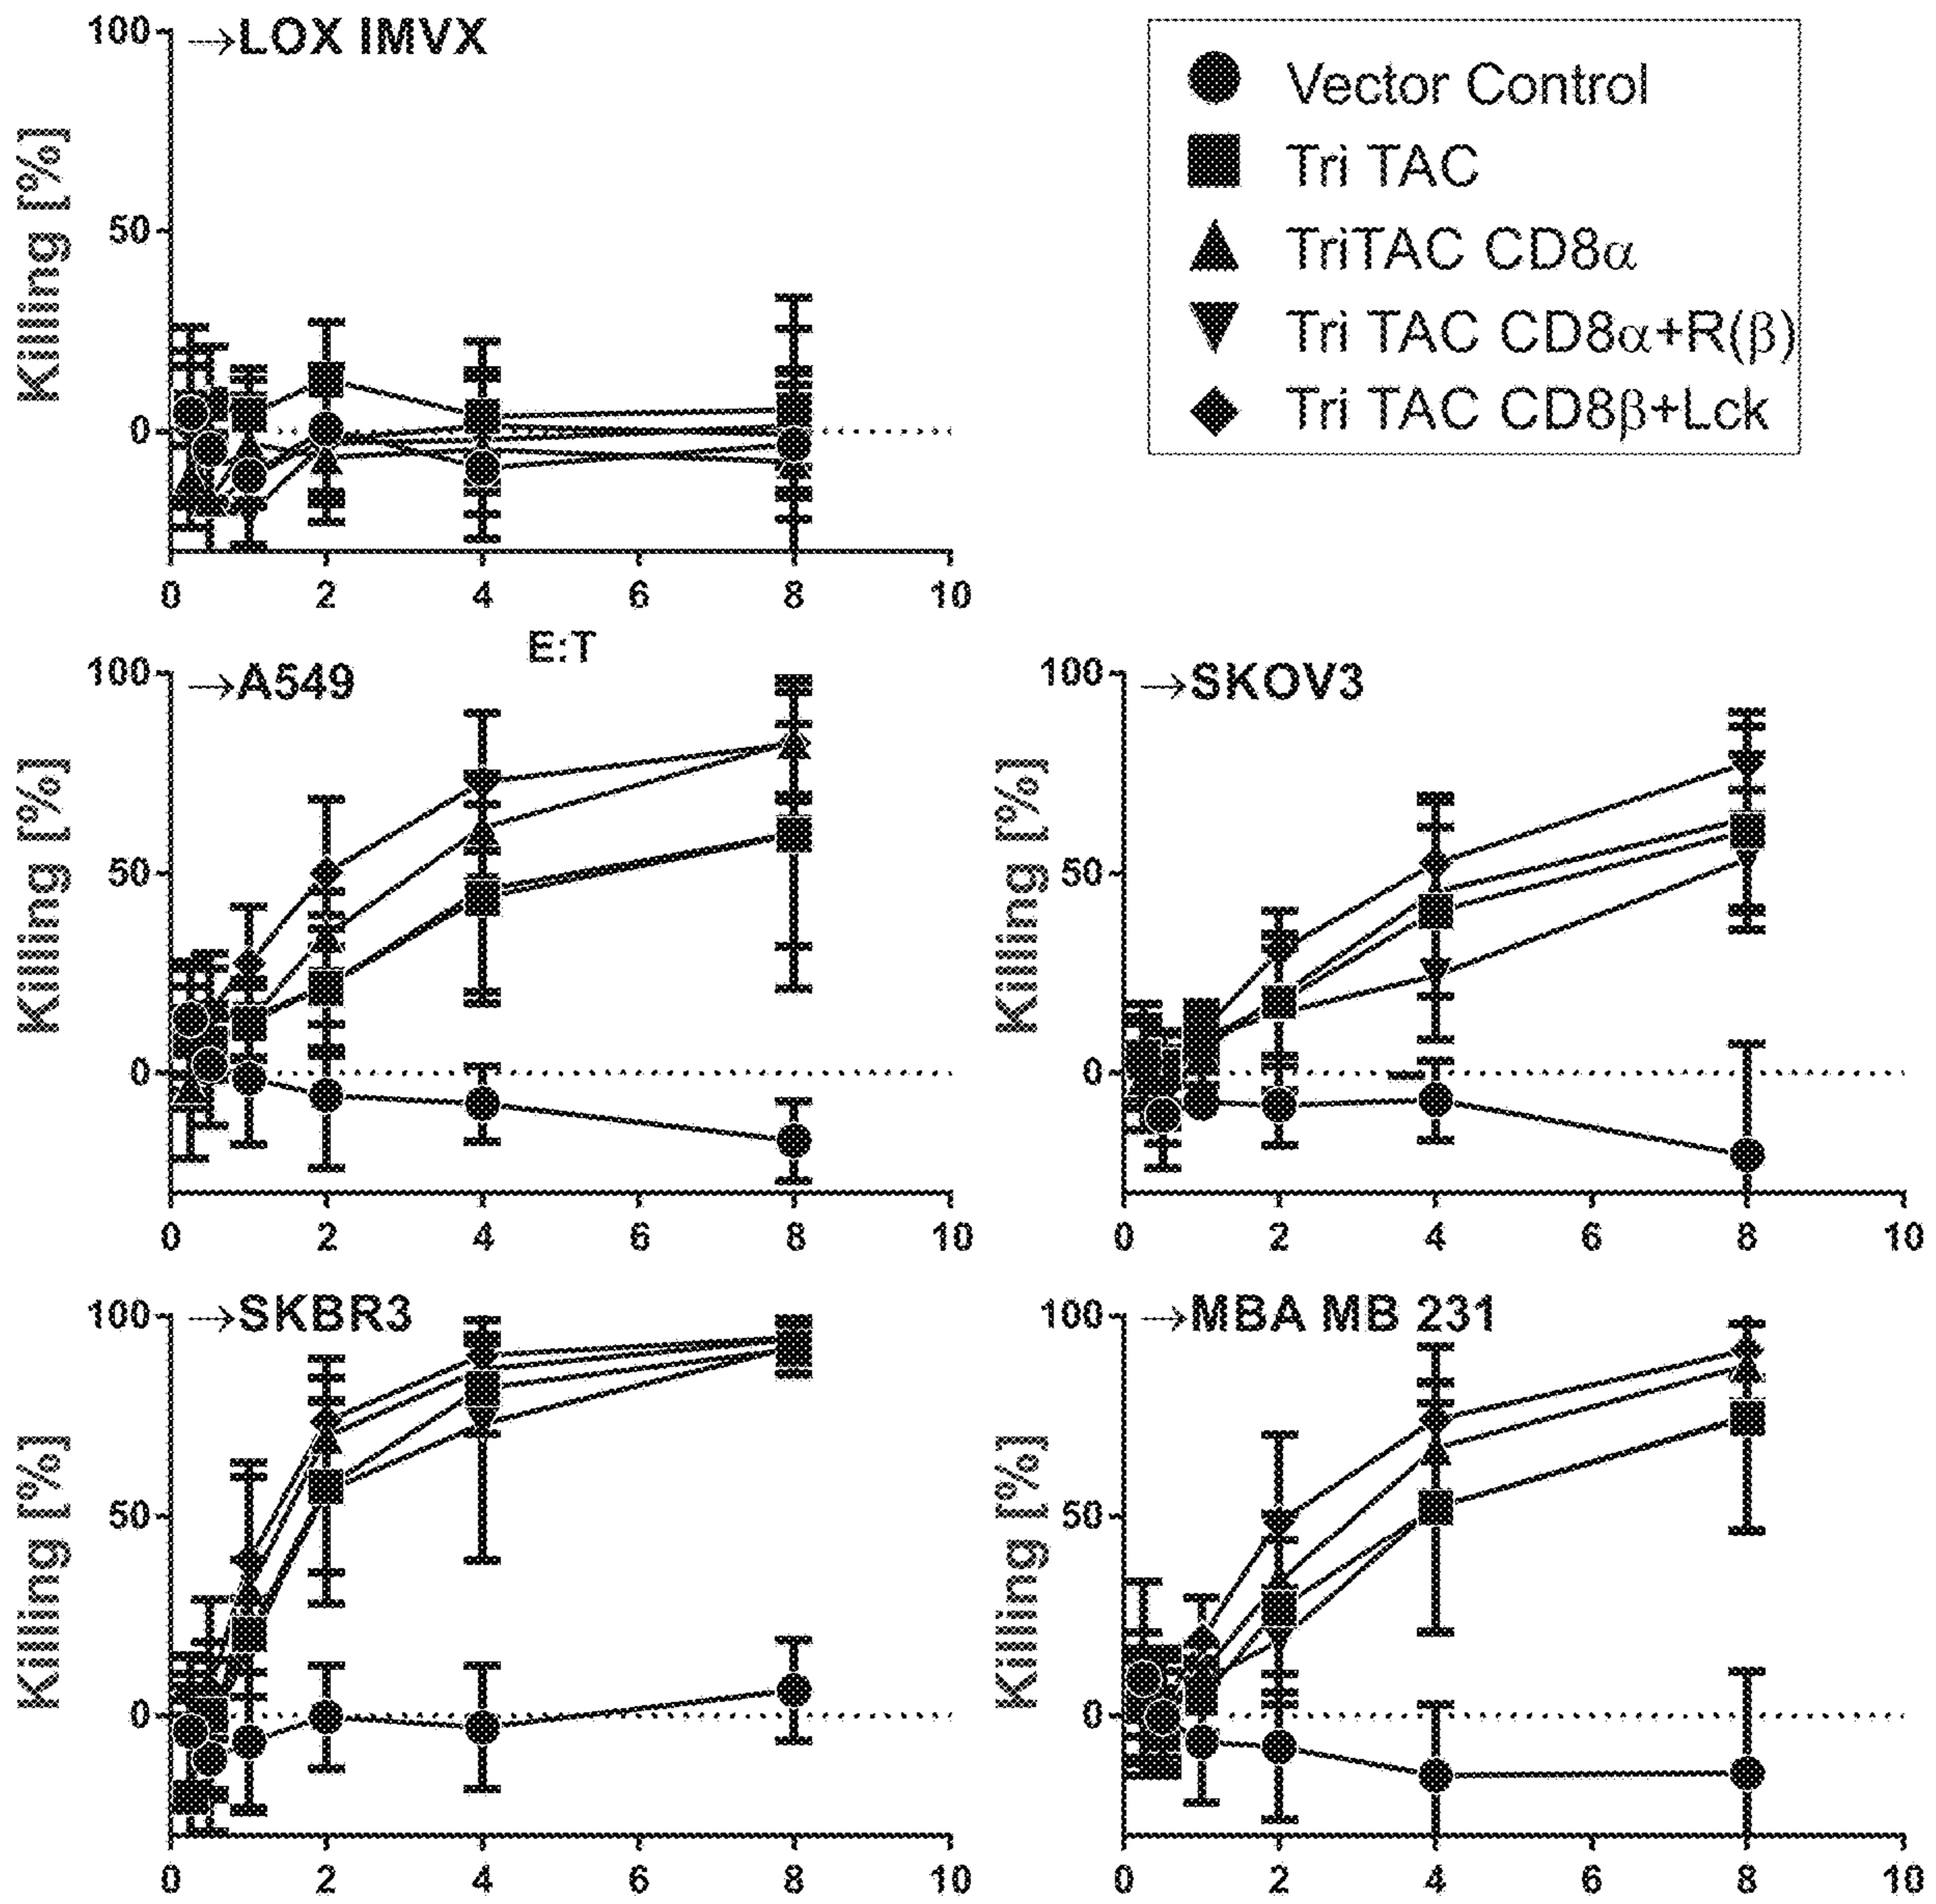 →LOX IMVX
Killing [%]
100
50
0
0 2 4 6 8 10
E:T
Vector Control
Tri TAC
TriTAC CD8α
Tri TAC CD8α+R(β)
Tri TAC CD8β+Lck
→A549
Killing [%]
100
50
0
0 2 4 6 8 10
→SKOV3
Killing [%]
100
50
0
0 2 4 6 8 10
→SKBR3
Killing [%]
100
50
0
0 2 4 6 8 10
→MBA MB 231
Killing [%]
100
50
0
0 2 4 6 8 10